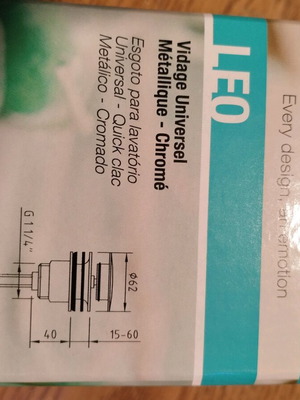 LEO
Every design, an emotion
Vidage Universel
Métallique - Chromé
Esgoto para lavatório
Universal - Quick clac
Metálico - Cromado
G 1 1/4"
Ø62
40
15-60